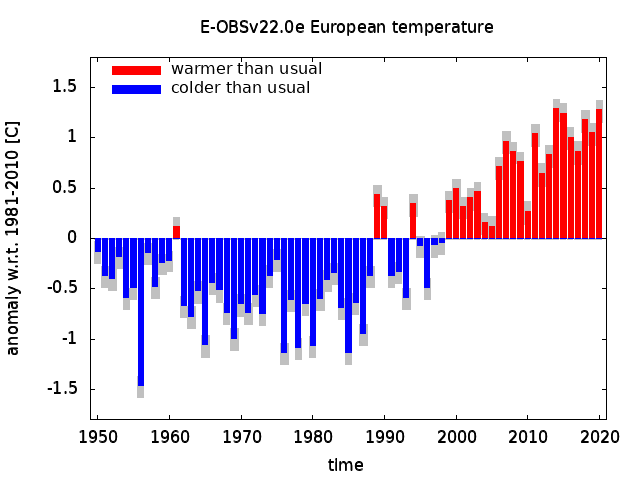 E-OBSv22.0e European temperature
warmer than usual
colder than usual
1.5
1
0.5
0
-0.5
-1
-1.5
anomaly w.r.t. 1981-2010 [C]
1950 1960 1970 1980 1990 2000 2010 2020
time